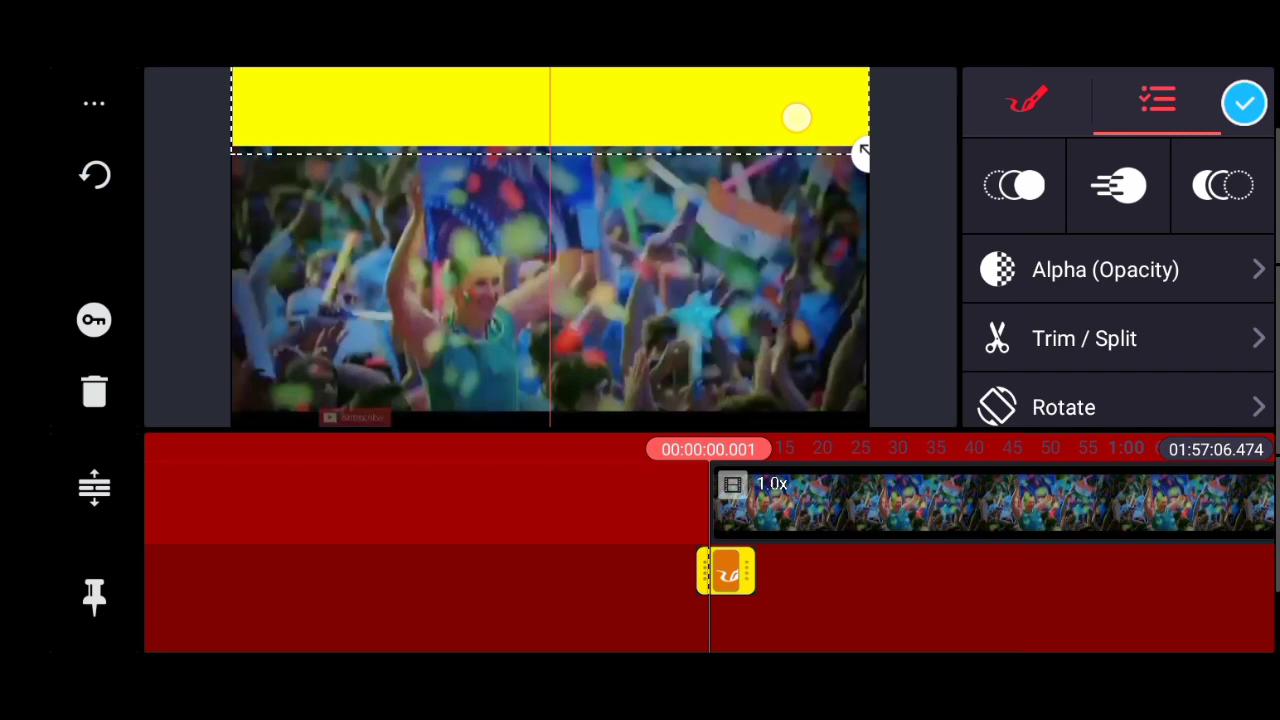 Alpha (Opacity)
Trim / Split
Rotate
00:00:00.001
15 20 25 30 35 40 45 50 55 1:00
01:57:06.474
1.0x